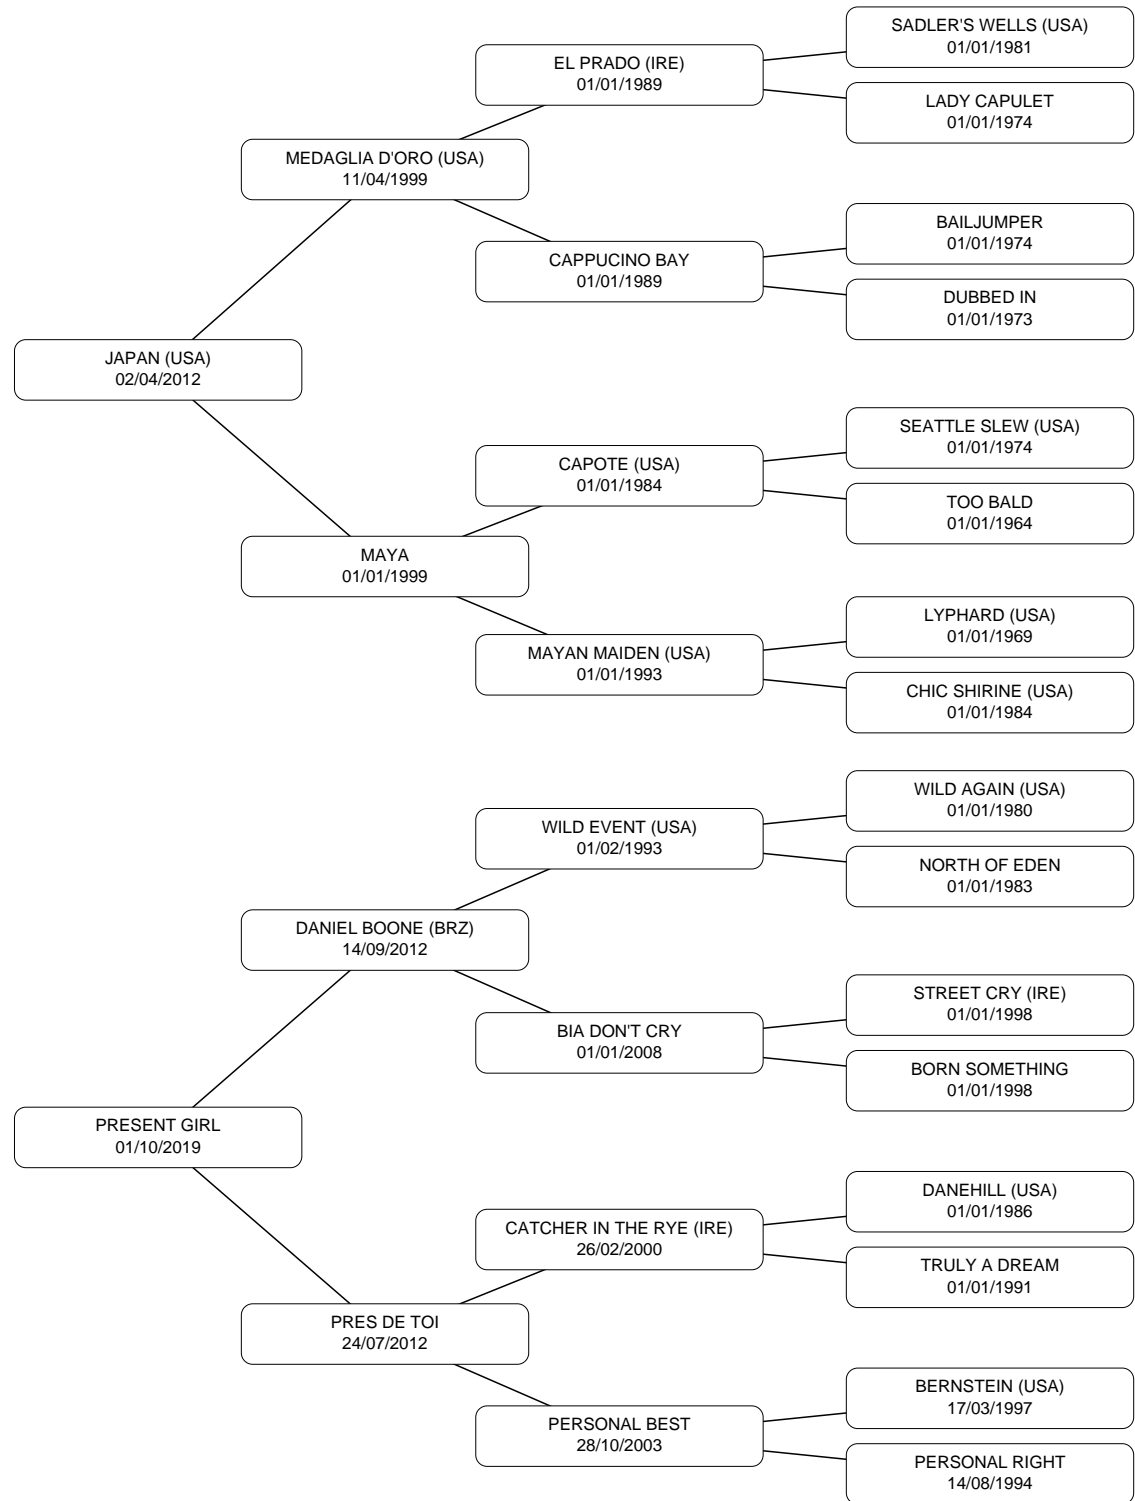 SADLER'S WELLS (USA)
01/01/1981
EL PRADO (IRE)
01/01/1989
LADY CAPULET
01/01/1974
MEDAGLIA D'ORO (USA)
11/04/1999
BAILJUMPER
01/01/1974
CAPPUCINO BAY
01/01/1989
DUBBED IN
01/01/1973
JAPAN (USA)
02/04/2012
SEATTLE SLEW (USA)
01/01/1974
CAPOTE (USA)
01/01/1984
TOO BALD
01/01/1964
MAYA
01/01/1999
LYPHARD (USA)
01/01/1969
MAYAN MAIDEN (USA)
01/01/1993
CHIC SHIRINE (USA)
01/01/1984
WILD AGAIN (USA)
01/01/1980
WILD EVENT (USA)
01/02/1993
NORTH OF EDEN
01/01/1983
DANIEL BOONE (BRZ)
14/09/2012
STREET CRY (IRE)
01/01/1998
BIA DON'T CRY
01/01/2008
BORN SOMETHING
01/01/1998
PRESENT GIRL
01/10/2019
DANEHILL (USA)
01/01/1986
CATCHER IN THE RYE (IRE)
26/02/2000
TRULY A DREAM
01/01/1991
PRES DE TOI
24/07/2012
BERNSTEIN (USA)
17/03/1997
PERSONAL BEST
28/10/2003
PERSONAL RIGHT
14/08/1994